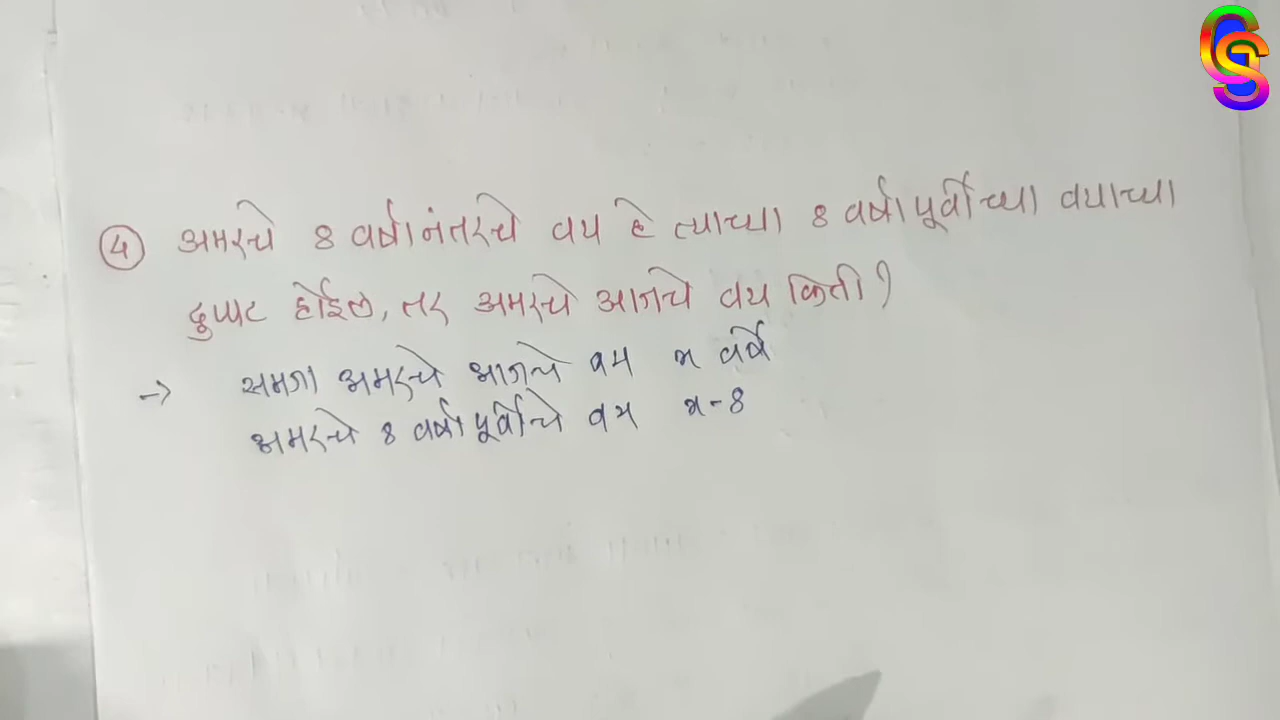 ④ अमरचे 8 वर्षानंतरचे वय हे त्याच्या 8 वर्षापूर्वीच्या वयाच्या
दुप्पट होईल, तर अमरचे आजचे वय किती?
→ समजा अमरचे आजचे वय x वर्षे
अमरचे 8 वर्षापूर्वीचे वय x-8